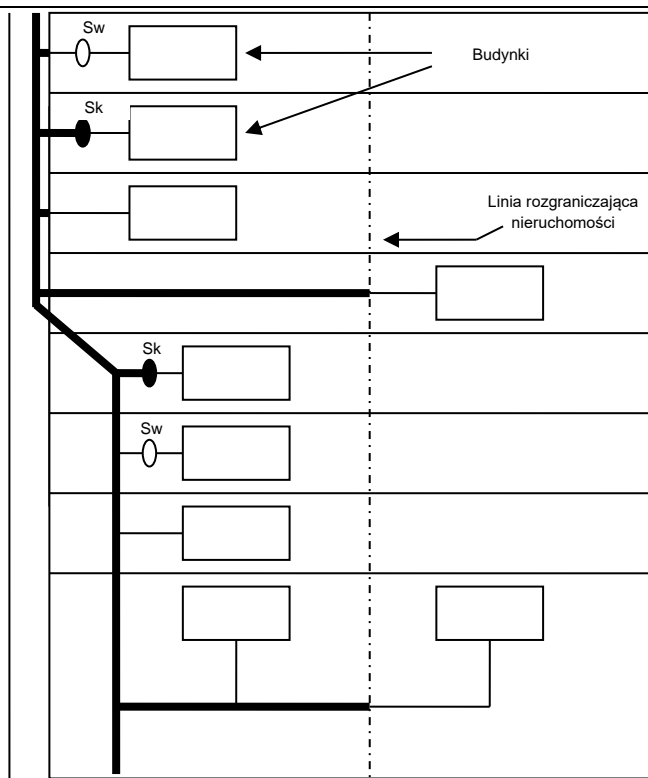 Sw
Budynki
Sk
Linia rozgraniczająca
nieruchomości
Sk
Sw